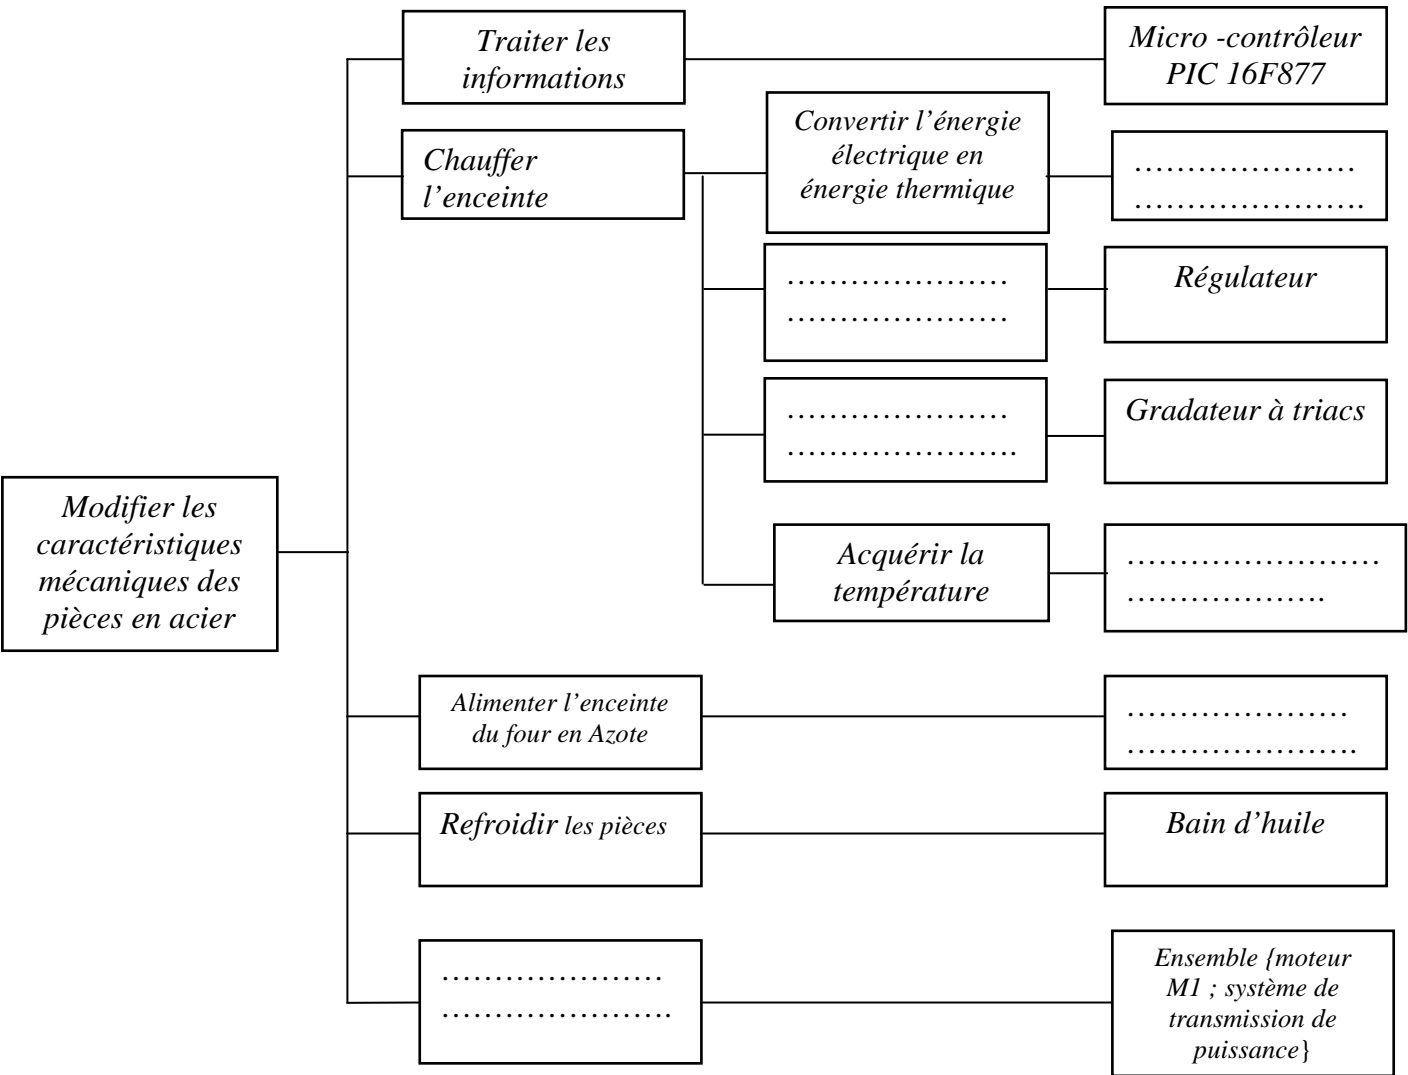 Traiter les
informations
Micro -contrôleur
PIC 16F877
Chauffer
l’enceinte
Convertir l’énergie
électrique en
énergie thermique
…………………
………………….
…………………
…………………
Régulateur
…………………
………………….
Gradateur à triacs
Modifier les
caractéristiques
mécaniques des
pièces en acier
Acquérir la
température
……………………
……………….
Alimenter l’enceinte
du four en Azote
…………………
………………….
Refroidir les pièces
Bain d’huile
…………………
………………….
Ensemble {moteur
M1 ; système de
transmission de
puissance}